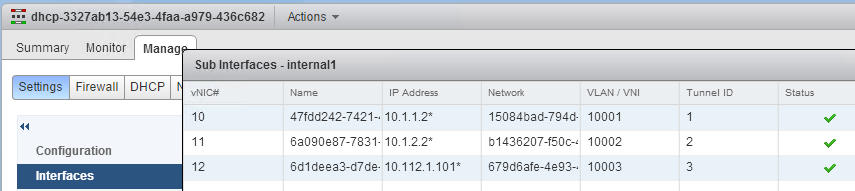 dhcp-3327ab13-54e3-4faa-a979-436c682 Actions
Summary Monitor Manage
Settings Firewall DHCP N
Configuration
Interfaces
Sub Interfaces - internal1
vNIC# Name IP Address Network VLAN / VNI Tunnel ID Status
10 47fdd242-7421-4 10.1.1.2* 15084bad-794d- 10001 1
11 6a090e87-7831- 10.1.2.2* b1436207-f50c-4 10002 2
12 6d1deea3-d7de- 10.112.1.101* 679d6afe-4e93-4 10003 3